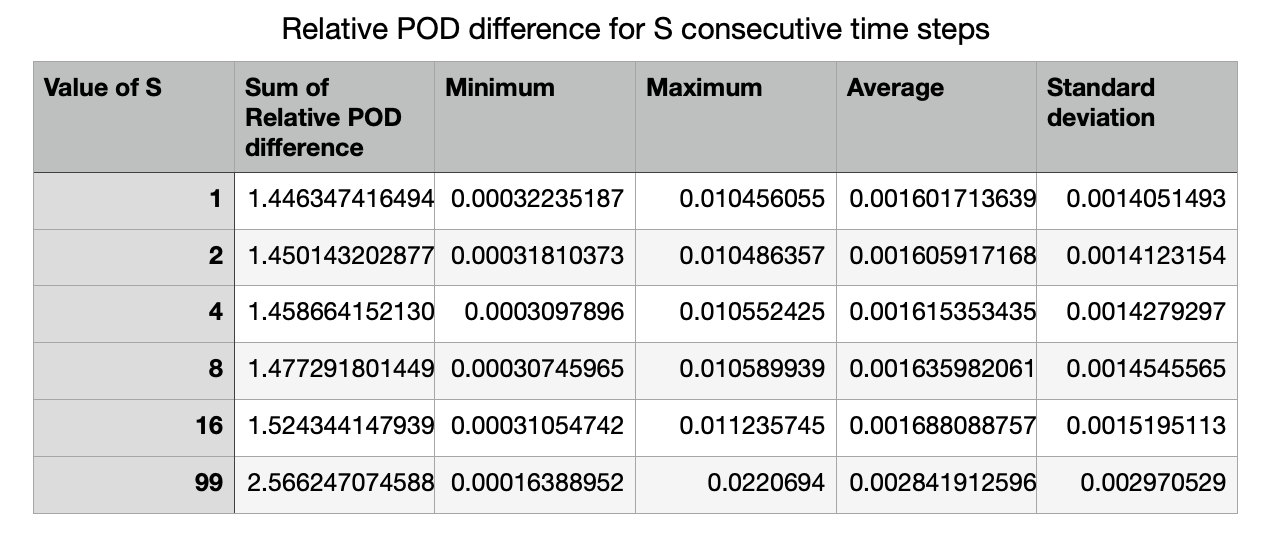 Relative POD difference for S consecutive time steps
Value of S Sum of Relative POD difference Minimum Maximum Average Standard deviation
1 1.446347416494 0.00032235187 0.010456055 0.001601713639 0.0014051493
2 1.450143202877 0.00031810373 0.010486357 0.001605917168 0.0014123154
4 1.458664152130 0.0003097896 0.010552425 0.001615353435 0.0014279297
8 1.477291801449 0.00030745965 0.010589939 0.001635982061 0.0014545565
16 1.524344147939 0.00031054742 0.011235745 0.001688088757 0.0015195113
99 2.566247074588 0.00016388952 0.0220694 0.002841912596 0.002970529